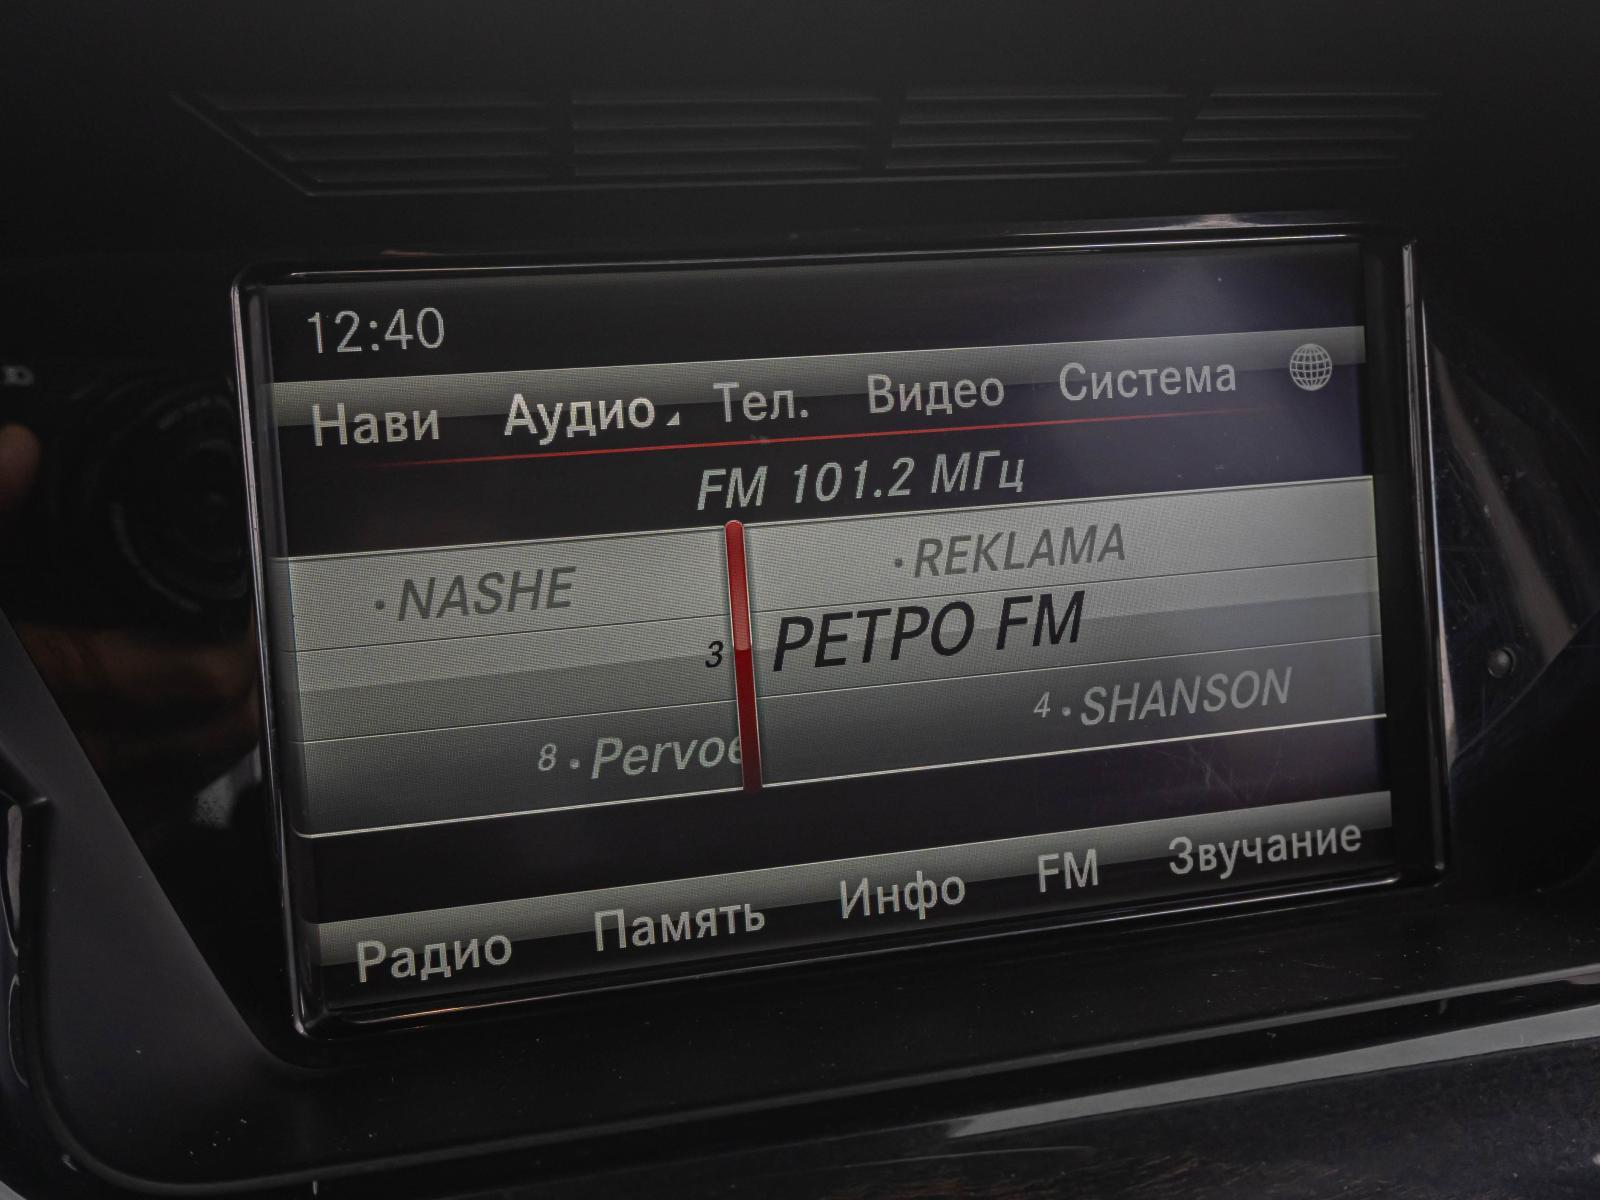 12:40
Нави Аудио Тел. Видео Система
FM 101.2 МГц
·NASHE ·REKLAMA
3 РЕТРО FM
8·Pervoe 4·SHANSON
Радио Память Инфо FM Звучание